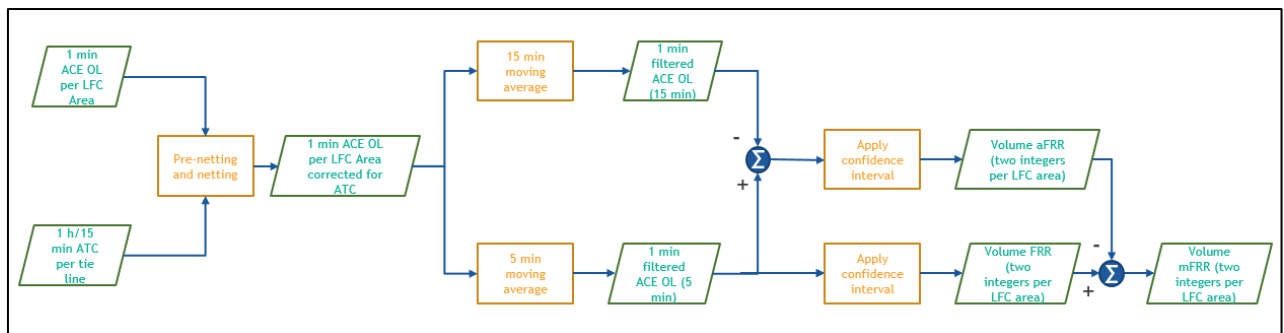 1 min
ACE OL
per LFC
Area
1 h/15
min ATC
per tie
line
Pre-netting
and netting
1 min ACE OL
per LFC Area
corrected for
ATC
15 min
moving
average
1 min
filtered
ACE OL
(15 min)
5 min
moving
average
1 min
filtered
ACE OL (5
min)
-
Σ
+
Apply
confidence
interval
Volume aFRR
(two integers
per LFC area)
Apply
confidence
interval
Volume FRR
(two
integers per
LFC area)
-
Σ
+
Volume
mFRR (two
integers per
LFC area)